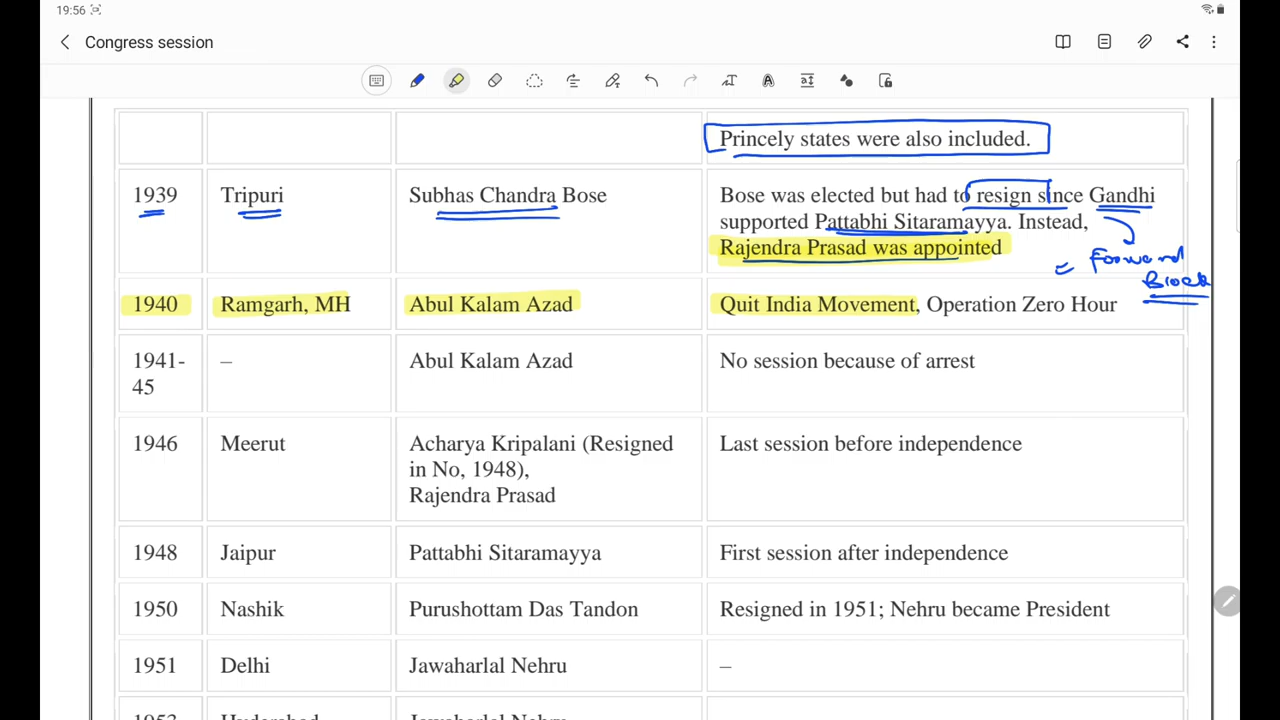 19:56
Congress session
Princely states were also included.
1939 Tripuri Subhas Chandra Bose Bose was elected but had to resign since Gandhi
supported Pattabhi Sitaramayya. Instead,
Rajendra Prasad was appointed
= Forward
Block
1940 Ramgarh, MH Abul Kalam Azad Quit India Movement, Operation Zero Hour
1941- – Abul Kalam Azad No session because of arrest
45
1946 Meerut Acharya Kripalani (Resigned Last session before independence
in No, 1948),
Rajendra Prasad
1948 Jaipur Pattabhi Sitaramayya First session after independence
1950 Nashik Purushottam Das Tandon Resigned in 1951; Nehru became President
1951 Delhi Jawaharlal Nehru –
1953 Hyderabad Jawaharlal Nehru